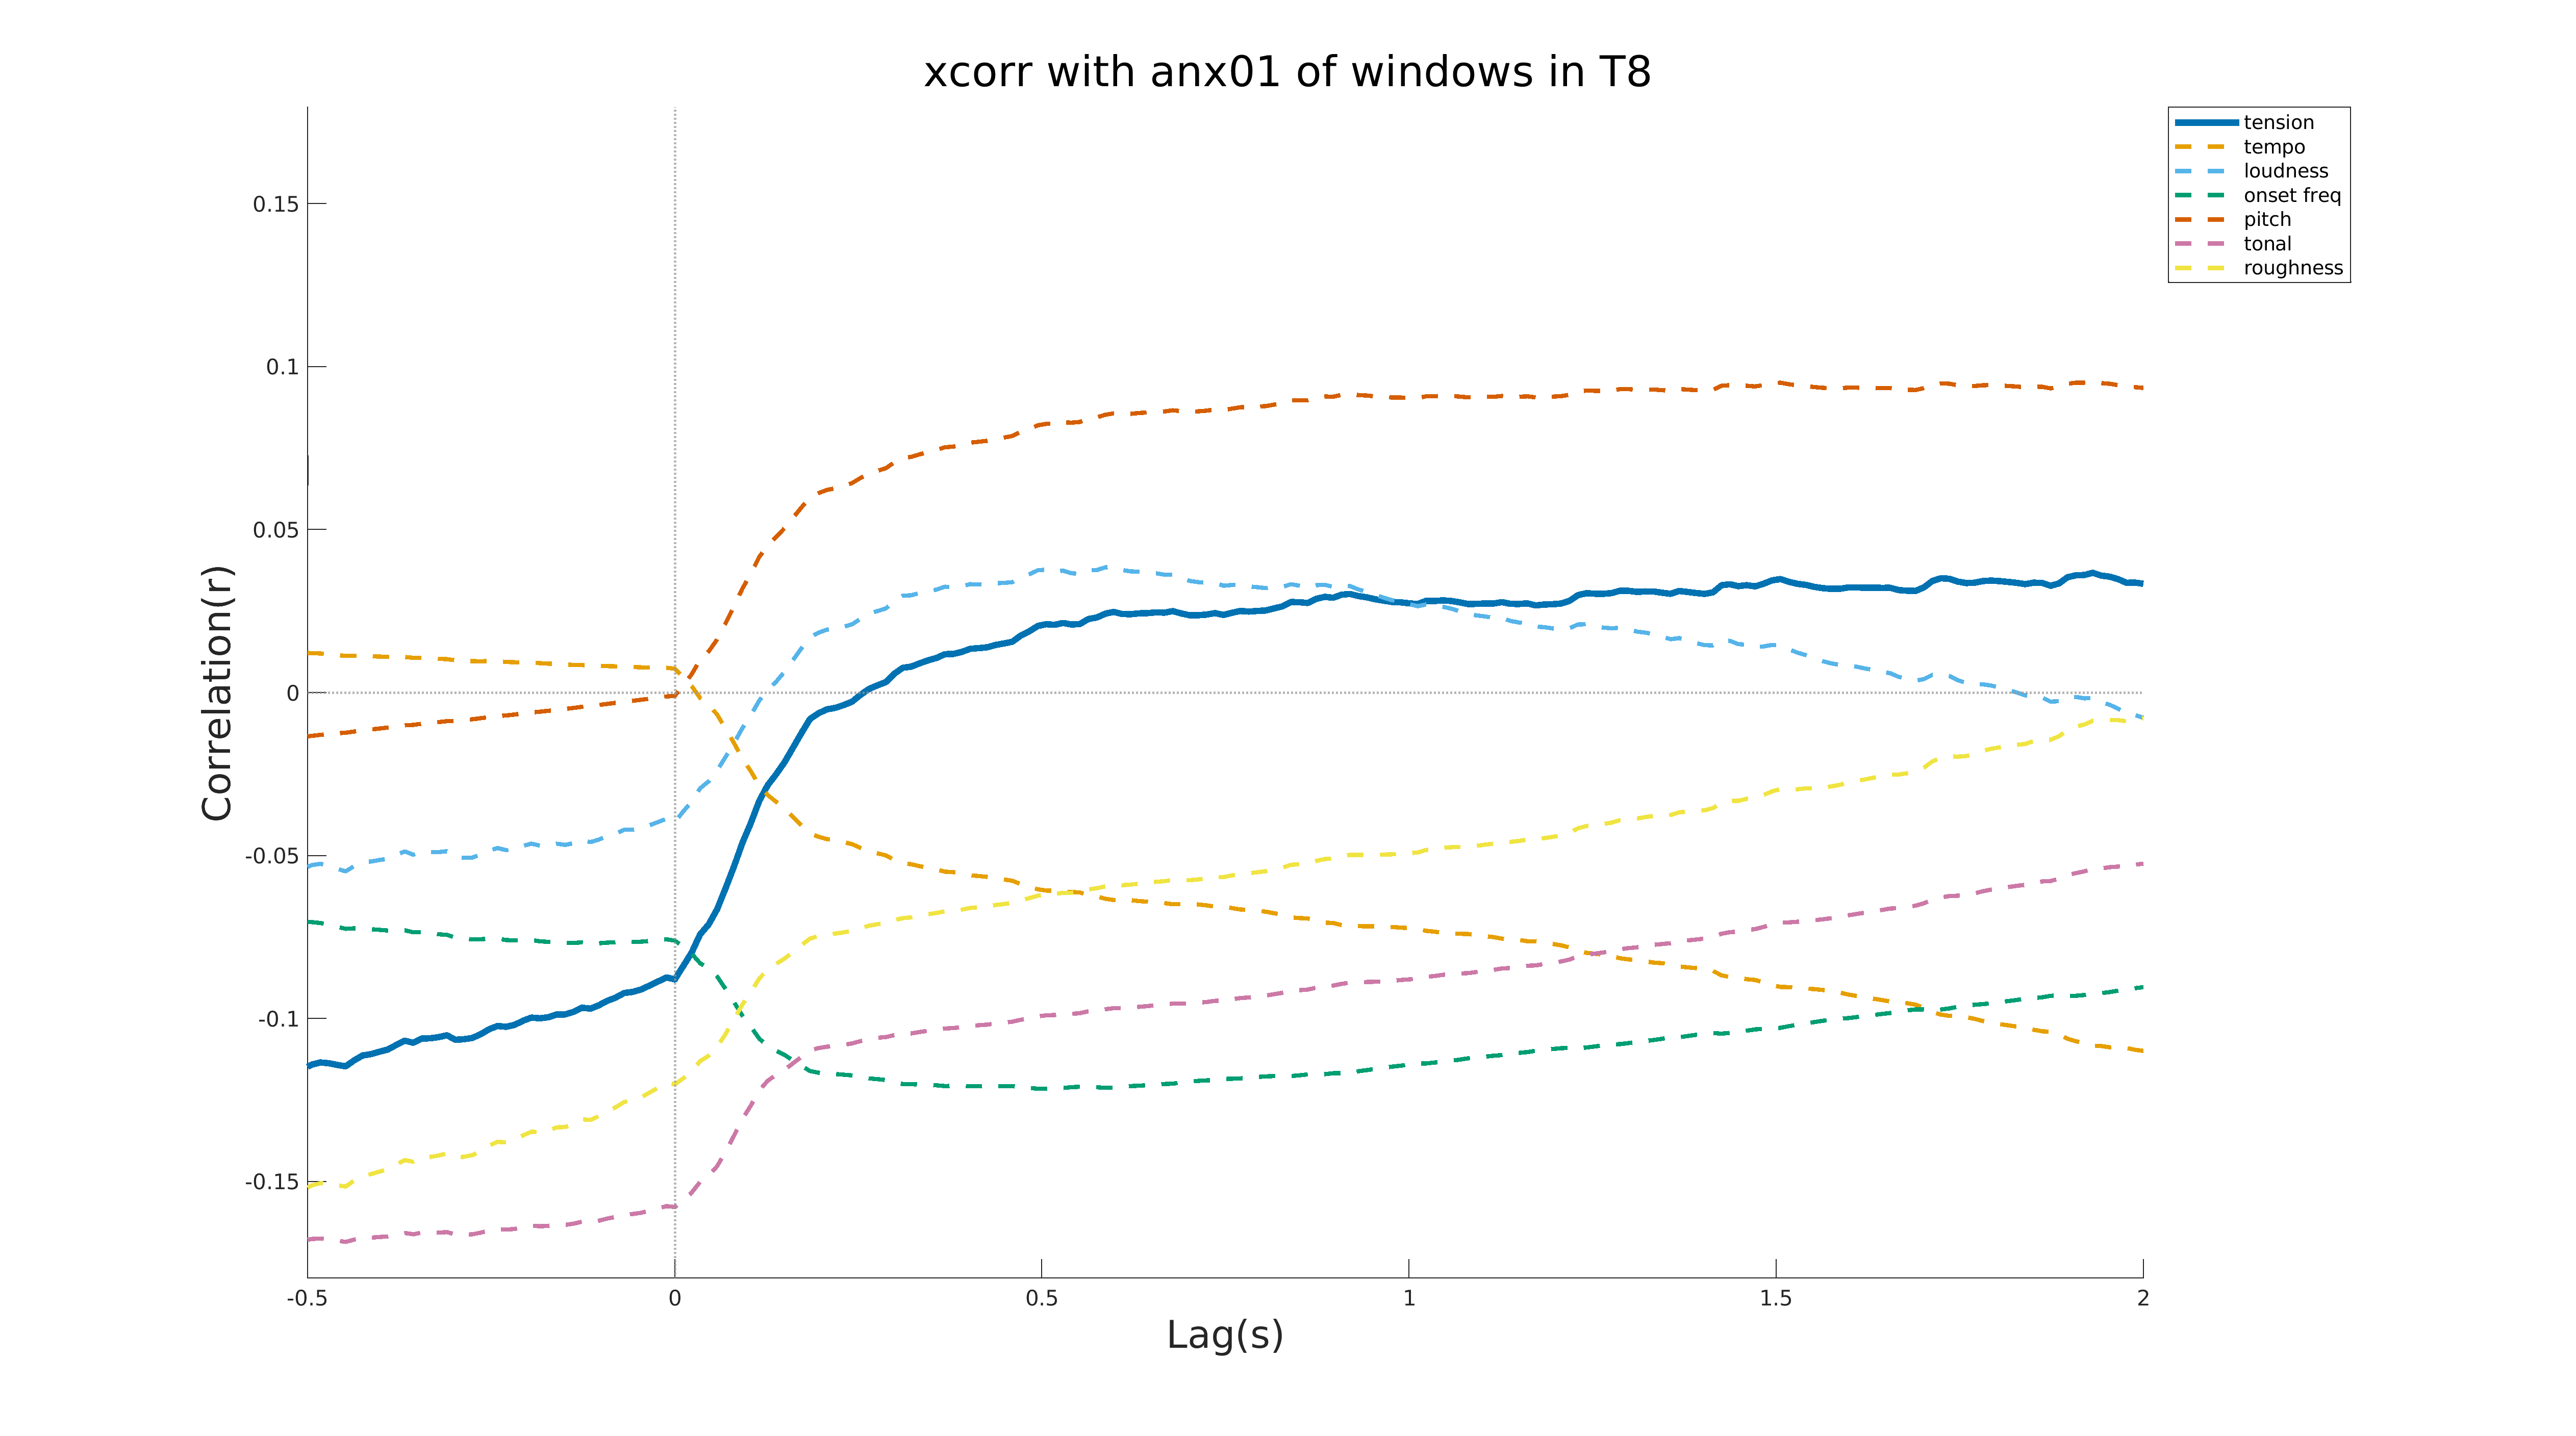 xcorr with anx01 of windows in T8
tension
tempo
loudness
onset freq
pitch
tonal
roughness
0.15
0.1
0.05
0
-0.05
-0.1
-0.15
Correlation(r)
-0.5 0 0.5 1 1.5 2
Lag(s)